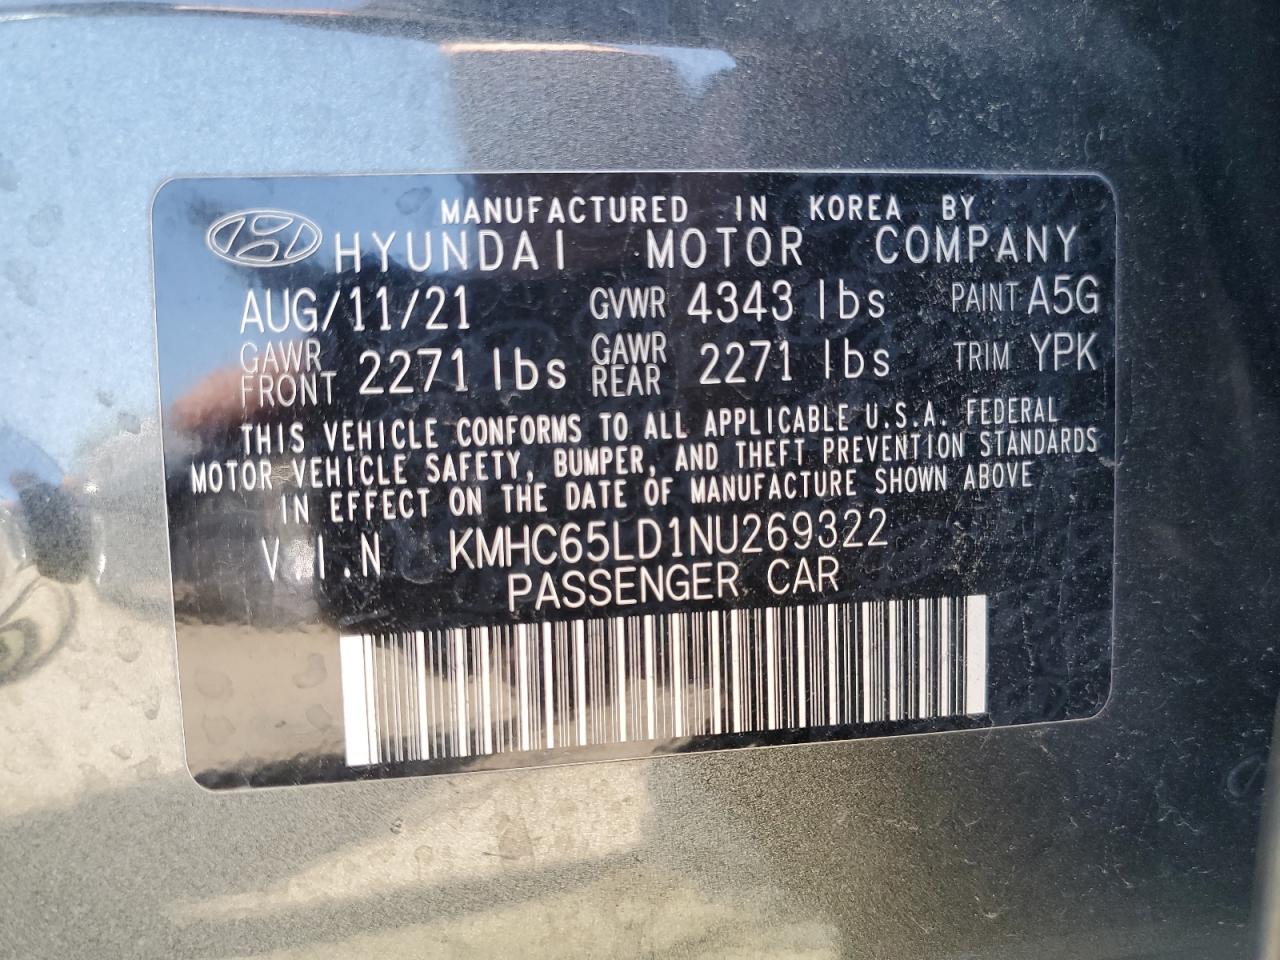 MANUFACTURED IN KOREA BY
HYUNDAI MOTOR COMPANY
AUG/11/21 GVWR 4343 lbs PAINT A5G
GAWR FRONT 2271 lbs GAWR REAR 2271 lbs TRIM YPK
THIS VEHICLE CONFORMS TO ALL APPLICABLE U.S.A. FEDERAL
MOTOR VEHICLE SAFETY, BUMPER, AND THEFT PREVENTION STANDARDS
IN EFFECT ON THE DATE OF MANUFACTURE SHOWN ABOVE
V.I.N KMHC65LD1NU269322
PASSENGER CAR